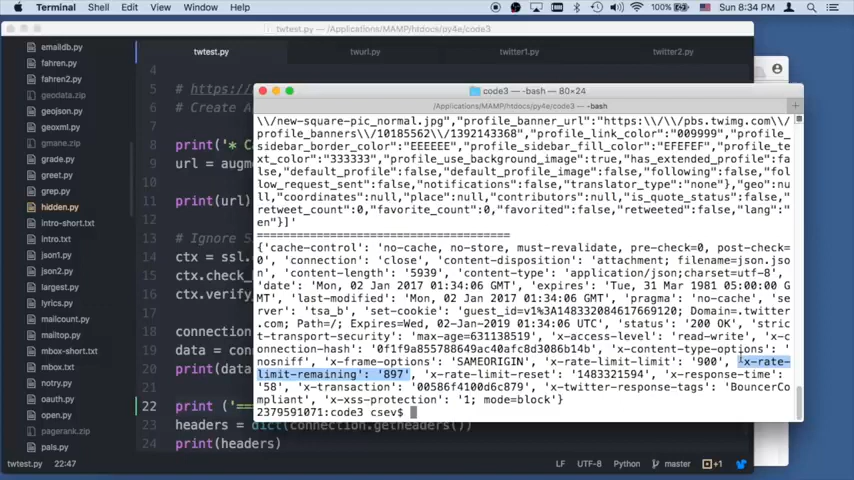 Terminal Shell Edit View Window Help 100% Sun 8:34 PM
twtest.py — /Applications/MAMP/htdocs/py4e/code3
emaildb.py
fahren.py
fahren2.py
geodata.zip
geojson.py
geoxml.py
gmane.zip
grade.py
greet.py
grep.py
hidden.py
intro-short.txt
intro.txt
json1.py
json2.py
largest.py
lyrics.py
mailcount.py
mailtop.py
mbox-short.txt
mbox.txt
notry.py
oauth.py
open.py
pagerank.zip
pals.py
twtest.py twurl.py twitter1.py twitter2.py
4
5 # https://
6 # Create A
7
8 print('* C
9 url = augm
10
11 print(url)
12
13 # Ignore S
14 ctx = ssl.
15 ctx.check_
16 ctx.verify
17
18 connection
19 data = con
20 print(data
21
22 print ('==
23 headers = dict(connection.getheaders())
24 print(headers)
code3 — -bash — 80×24
/Applications/MAMP/htdocs/py4e/code3 — -bash
\\/new-square-pic_normal.jpg","profile_banner_url":"https:\\/\\/pbs.twimg.com\\/
profile_banners\\/10185562\\/1392143368","profile_link_color":"009999","profile_
sidebar_border_color":"EEEEEE","profile_sidebar_fill_color":"EFEFEF","profile_te
xt_color":"333333","profile_use_background_image":true,"has_extended_profile":fa
lse,"default_profile":false,"default_profile_image":false,"following":false,"fol
low_request_sent":false,"notifications":false,"translator_type":"none"},"geo":nu
ll,"coordinates":null,"place":null,"contributors":null,"is_quote_status":false,"
retweet_count":0,"favorite_count":0,"favorited":false,"retweeted":false,"lang":"
en"}]'
======================================
{'cache-control': 'no-cache, no-store, must-revalidate, pre-check=0, post-check=
0', 'connection': 'close', 'content-disposition': 'attachment; filename=json.jso
n', 'content-length': '5939', 'content-type': 'application/json;charset=utf-8',
'date': 'Mon, 02 Jan 2017 01:34:06 GMT', 'expires': 'Tue, 31 Mar 1981 05:00:00 G
MT', 'last-modified': 'Mon, 02 Jan 2017 01:34:06 GMT', 'pragma': 'no-cache', 'se
rver': 'tsa_b', 'set-cookie': 'guest_id=v1%3A148332084617669120; Domain=.twitter
.com; Path=/; Expires=Wed, 02-Jan-2019 01:34:06 UTC', 'status': '200 OK', 'stric
t-transport-security': 'max-age=631138519', 'x-access-level': 'read-write', 'x-c
onnection-hash': '0f1f9a855788649ac40afc8d3086b14b', 'x-content-type-options': '
nosniff', 'x-frame-options': 'SAMEORIGIN', 'x-rate-limit-limit': '900', 'x-rate-
limit-remaining': '897', 'x-rate-limit-reset': '1483321594', 'x-response-time':
'58', 'x-transaction': '00586f4100d6c879', 'x-twitter-response-tags': 'BouncerCo
mpliant', 'x-xss-protection': '1; mode=block'}
2379591071:code3 csev$
twtest.py 22:47 LF UTF-8 Python master +1